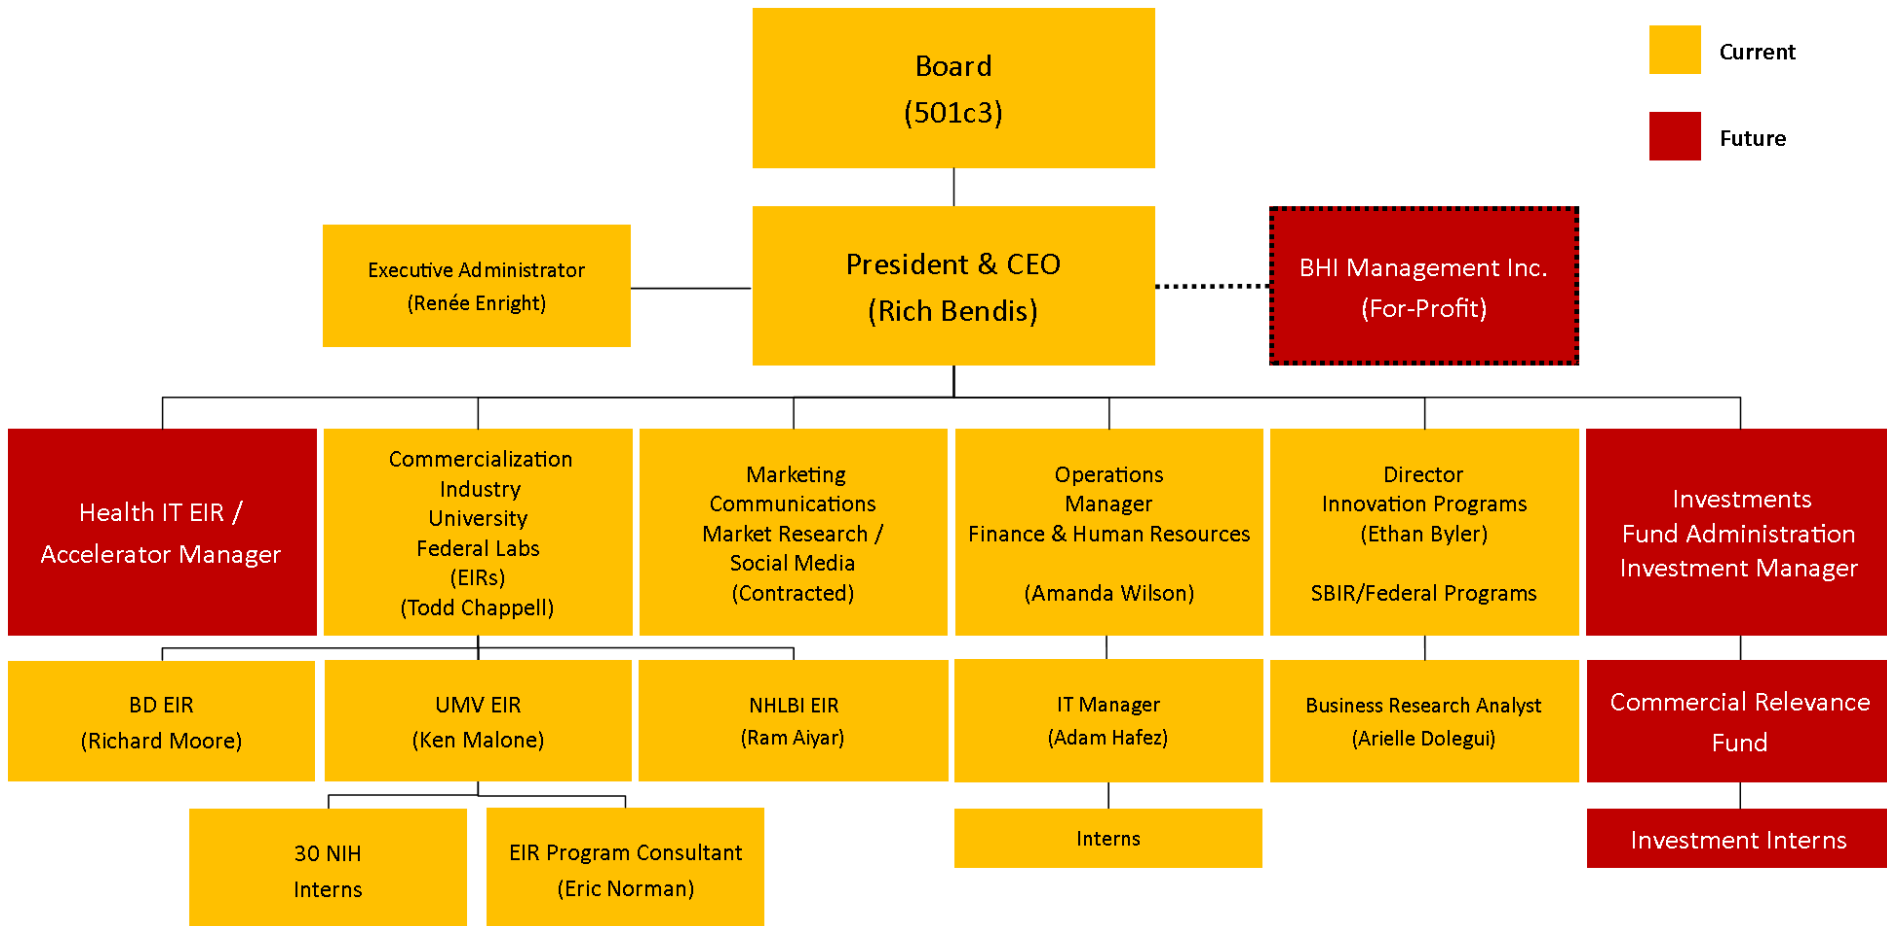 Board
(501c3)
Current
Future
Executive Administrator
(Renée Enright)
President & CEO
(Rich Bendis)
BHI Management Inc.
(For-Profit)
Health IT EIR /
Accelerator Manager
Commercialization
Industry
University
Federal Labs
(EIRs)
(Todd Chappell)
Marketing
Communications
Market Research /
Social Media
(Contracted)
Operations
Manager
Finance & Human Resources
(Amanda Wilson)
Director
Innovation Programs
(Ethan Byler)
SBIR/Federal Programs
Investments
Fund Administration
Investment Manager
BD EIR
(Richard Moore)
UMV EIR
(Ken Malone)
NHLBI EIR
(Ram Aiyar)
IT Manager
(Adam Hafez)
Business Research Analyst
(Arielle Dolegui)
Commercial Relevance
Fund
30 NIH
Interns
EIR Program Consultant
(Eric Norman)
Interns
Investment Interns